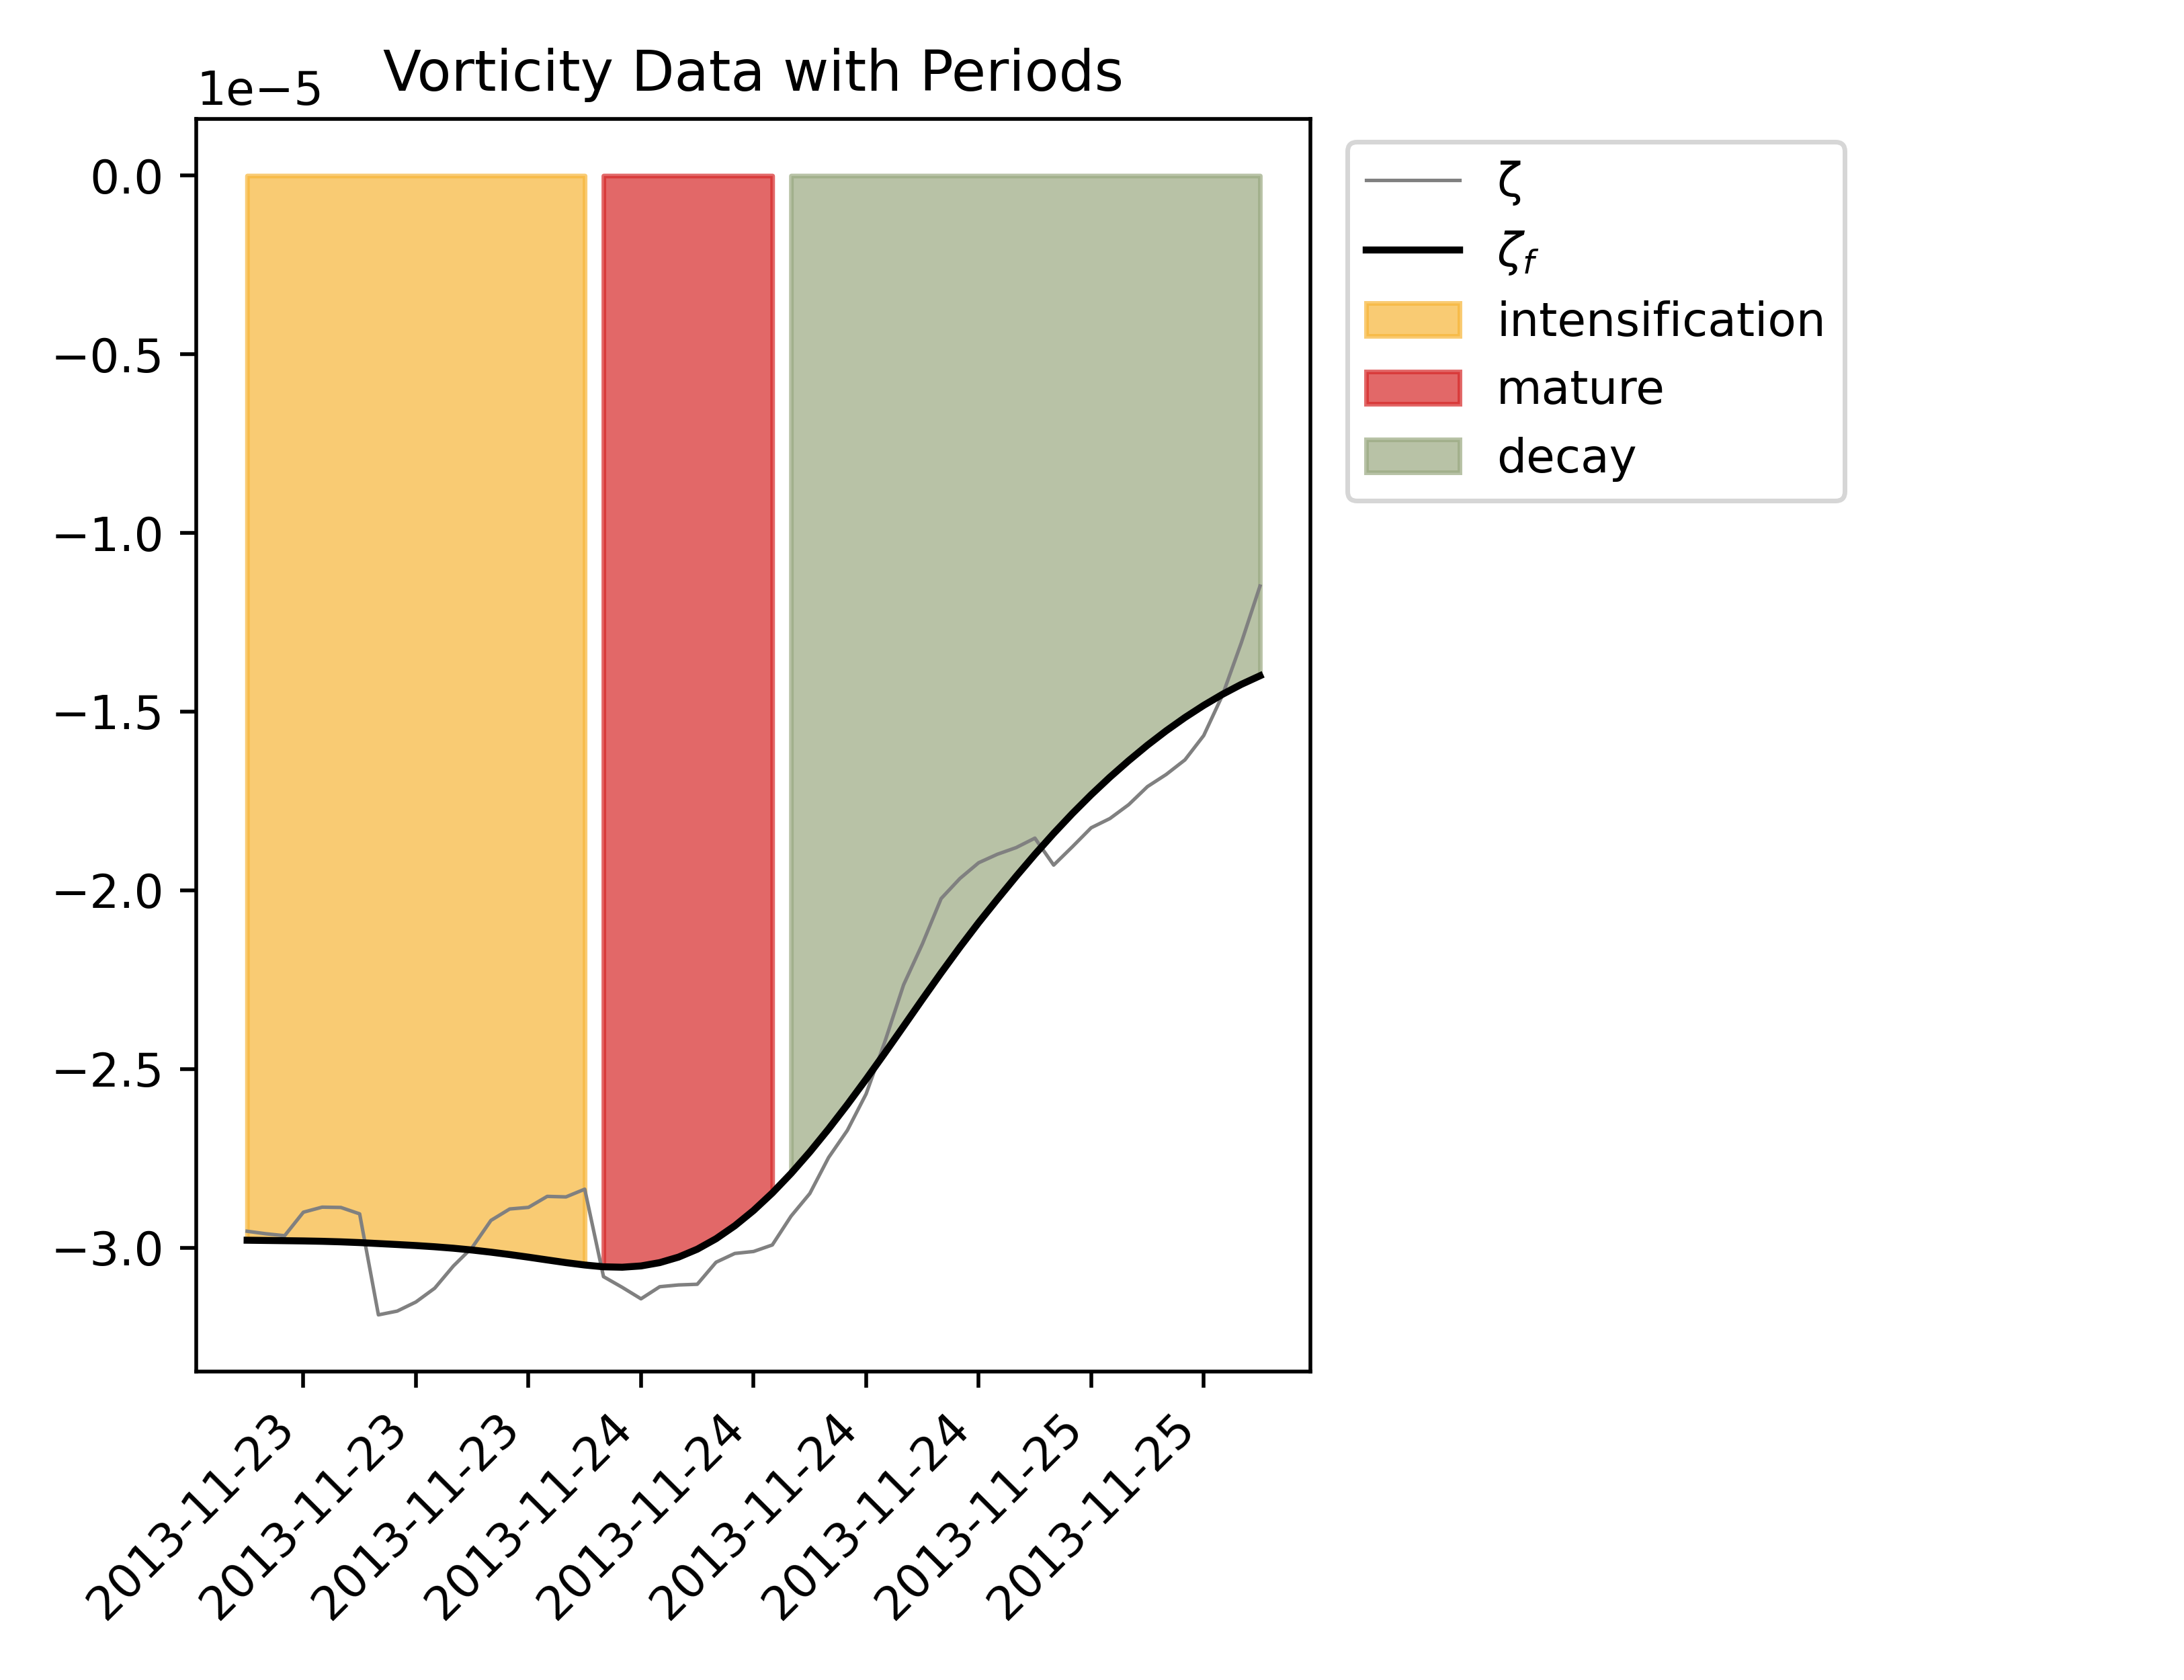 Vorticity Data with Periods
1e−5
0.0
−0.5
−1.0
−1.5
−2.0
−2.5
−3.0
2013-11-23
2013-11-23
2013-11-23
2013-11-24
2013-11-24
2013-11-24
2013-11-24
2013-11-25
2013-11-25
ζ
ζf
intensification
mature
decay